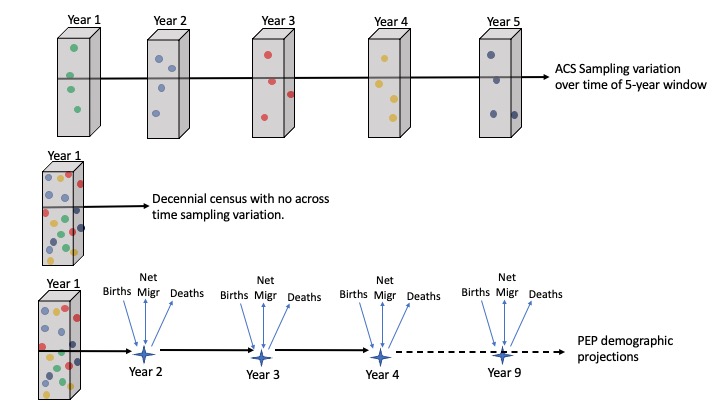 Year 1
Year 2
Year 3
Year 4
Year 5
ACS Sampling variation
over time of 5-year window
Year 1
Decennial census with no across
time sampling variation.
Year 1
Births
Net
Migr
Deaths
Births
Net
Migr
Deaths
Births
Net
Migr
Deaths
Births
Net
Migr
Deaths
Year 2
Year 3
Year 4
Year 9
PEP demographic
projections